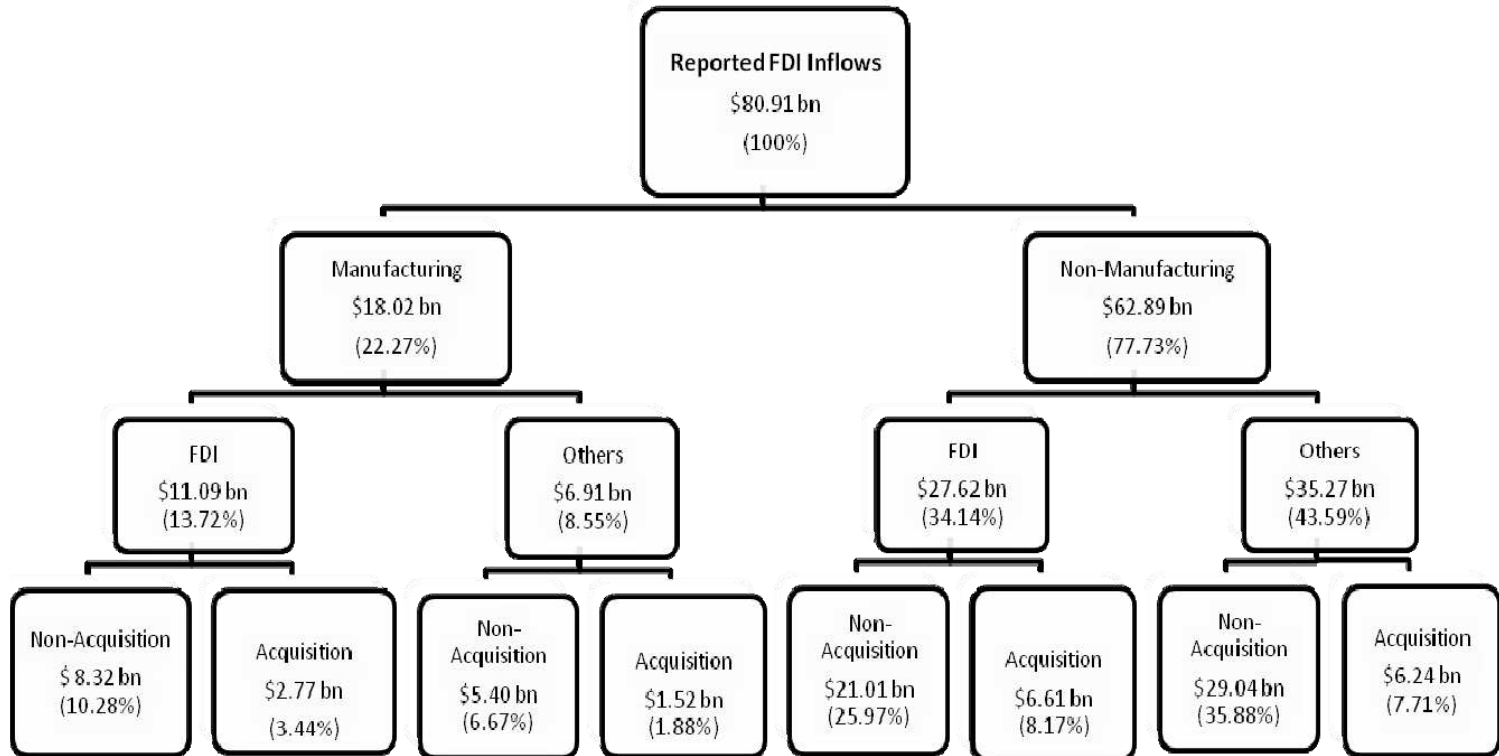 Reported FDI Inflows
$80.91 bn
(100%)
Manufacturing
$18.02 bn
(22.27%)
Non-Manufacturing
$62.89 bn
(77.73%)
FDI
$11.09 bn
(13.72%)
Others
$6.91 bn
(8.55%)
FDI
$27.62 bn
(34.14%)
Others
$35.27 bn
(43.59%)
Non-Acquisition
$ 8.32 bn
(10.28%)
Acquisition
$2.77 bn
(3.44%)
Non-
Acquisition
$5.40 bn
(6.67%)
Acquisition
$1.52 bn
(1.88%)
Non-
Acquisition
$21.01 bn
(25.97%)
Acquisition
$6.61 bn
(8.17%)
Non-
Acquisition
$29.04 bn
(35.88%)
Acquisition
$6.24 bn
(7.71%)